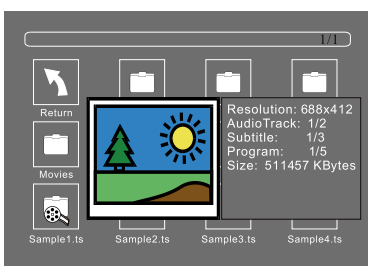 1/1
Return
Resolution: 688x412
AudioTrack: 1/2
Subtitle: 1/3
Program: 1/5
Size: 511457 KBytes
Movies
Sample1.ts
Sample2.ts
Sample3.ts
Sample4.ts